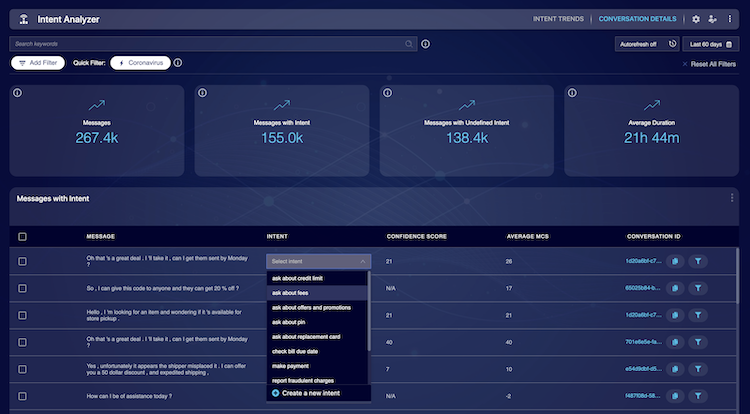 Intent Analyzer
INTENT TRENDS
CONVERSATION DETAILS
Search keywords
Autorefresh off
Last 60 days
Add Filter
Quick Filter:
Coronavirus
Reset All Filters
Messages
267.4k
Messages with Intent
155.0k
Messages with Undefined Intent
138.4k
Average Duration
21h 44m
Messages with Intent
MESSAGE INTENT CONFIDENCE SCORE AVERAGE MCS CONVERSATION ID
Oh that 's a great deal . I 'll take it , can I get them sent by Monday
?
Select intent
21 26 1d20a6bf-c7...
So , I can give this code to anyone and they can get 20 % off ?
N/A 17 65025b84-b...
Hello , I 'm looking for an item and wondering if it 's available for
store pickup .
21 21 1d20a6bf-c7...
Oh that 's a great deal . I 'll take it , can I get them sent by Monday
?
40 40 701e6e5e-fa...
Yes , unfortunately it appears the shipper misplaced it . I can offer
you a 50 dollar discount , and expedited shipping .
7 10 e54d9dbf-d5...
How can I be of assistance today ?
N/A -2 f487f08d-58...
ask about credit limit
ask about fees
ask about offers and promotions
ask about pin
ask about replacement card
check bill due date
make payment
report fraudulent charges
Create a new intent